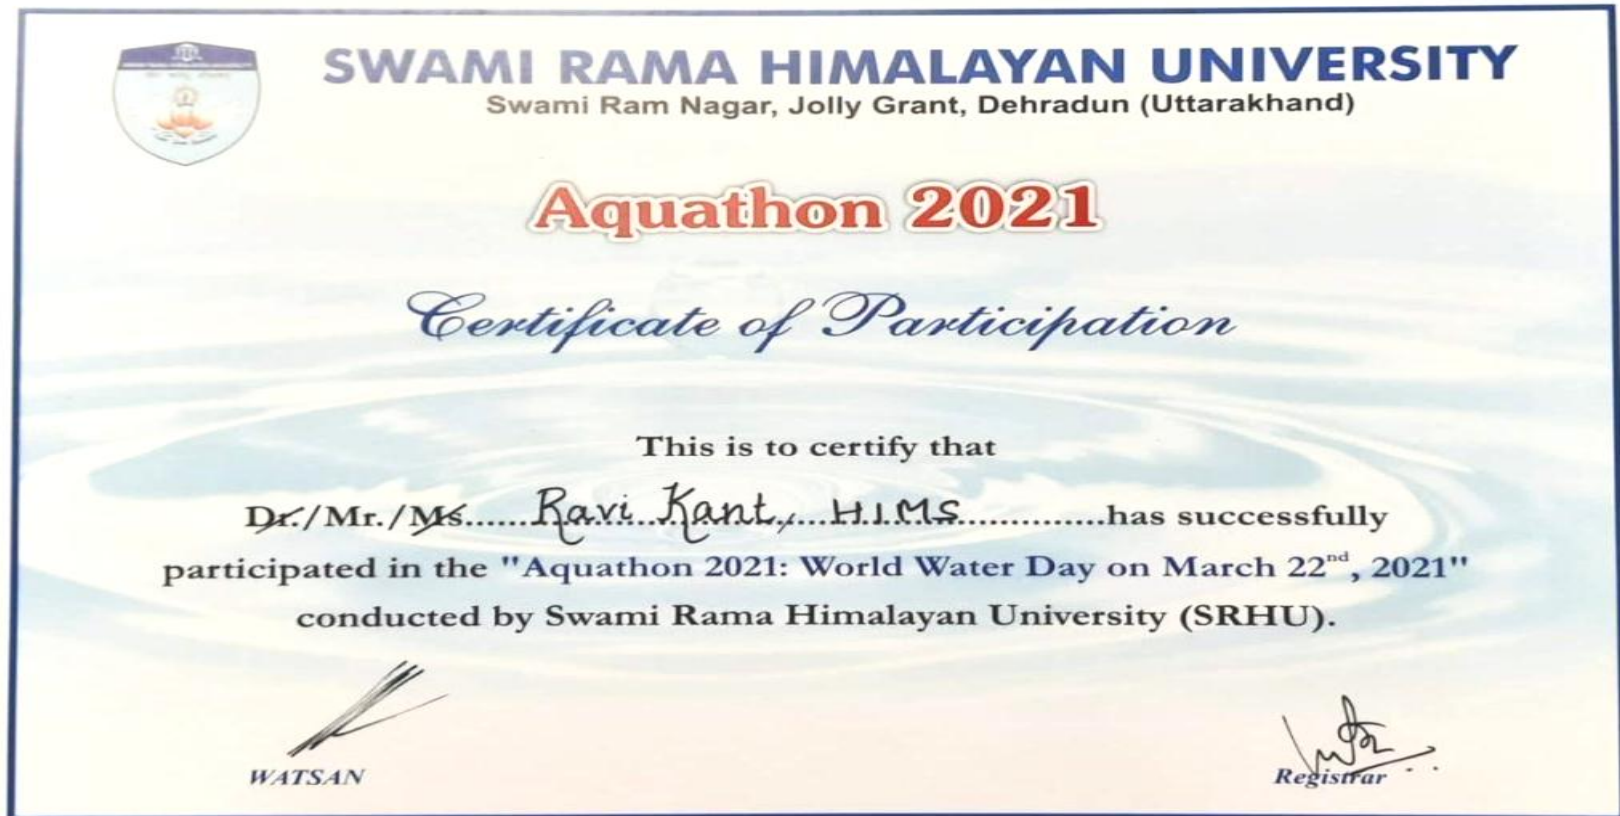 SWAMI RAMA HIMALAYAN UNIVERSITY
Swami Ram Nagar, Jolly Grant, Dehradun (Uttarakhand)
Aquathon 2021
Certificate of Participation
This is to certify that
Dr./Mr./Ms......Ravi Kant, HIMS..............has successfully
participated in the "Aquathon 2021: World Water Day on March 22nd, 2021"
conducted by Swami Rama Himalayan University (SRHU).
WATSAN
Registrar